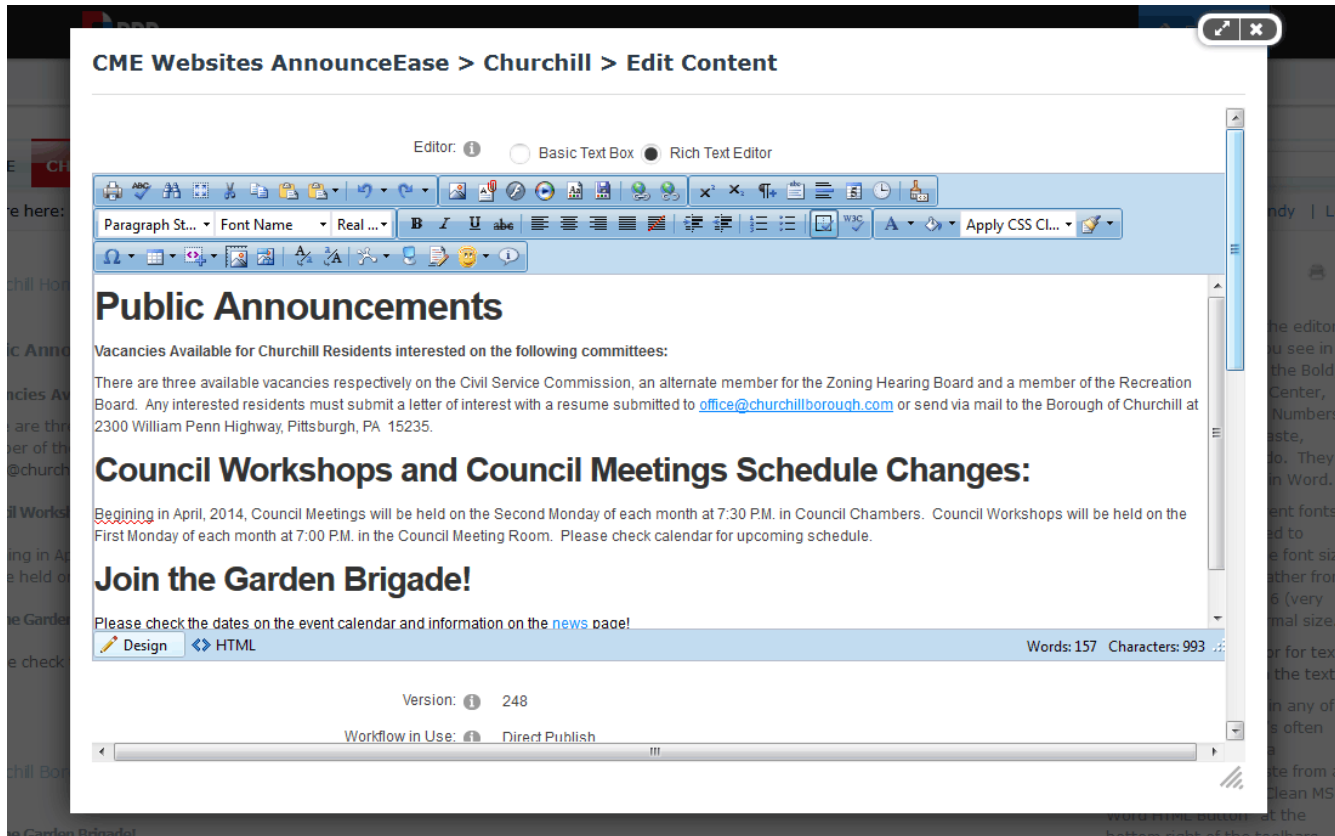 CME Websites AnnounceEase > Churchill > Edit Content
Editor: Basic Text Box Rich Text Editor
Paragraph St... Font Name Real ... B I U abc W3C A Apply CSS Cl...
Public Announcements
Vacancies Available for Churchill Residents interested on the following committees:
There are three available vacancies respectively on the Civil Service Commission, an alternate member for the Zoning Hearing Board and a member of the Recreation
Board. Any interested residents must submit a letter of interest with a resume submitted to office@churchillborough.com or send via mail to the Borough of Churchill at
2300 William Penn Highway, Pittsburgh, PA 15235.
Council Workshops and Council Meetings Schedule Changes:
Begining in April, 2014, Council Meetings will be held on the Second Monday of each month at 7:30 P.M. in Council Chambers. Council Workshops will be held on the
First Monday of each month at 7:00 P.M. in the Council Meeting Room. Please check calendar for upcoming schedule.
Join the Garden Brigade!
Please check the dates on the event calendar and information on the news page!
Design HTML Words: 157 Characters: 993
Version: 248
Workflow in Use: Direct Publish